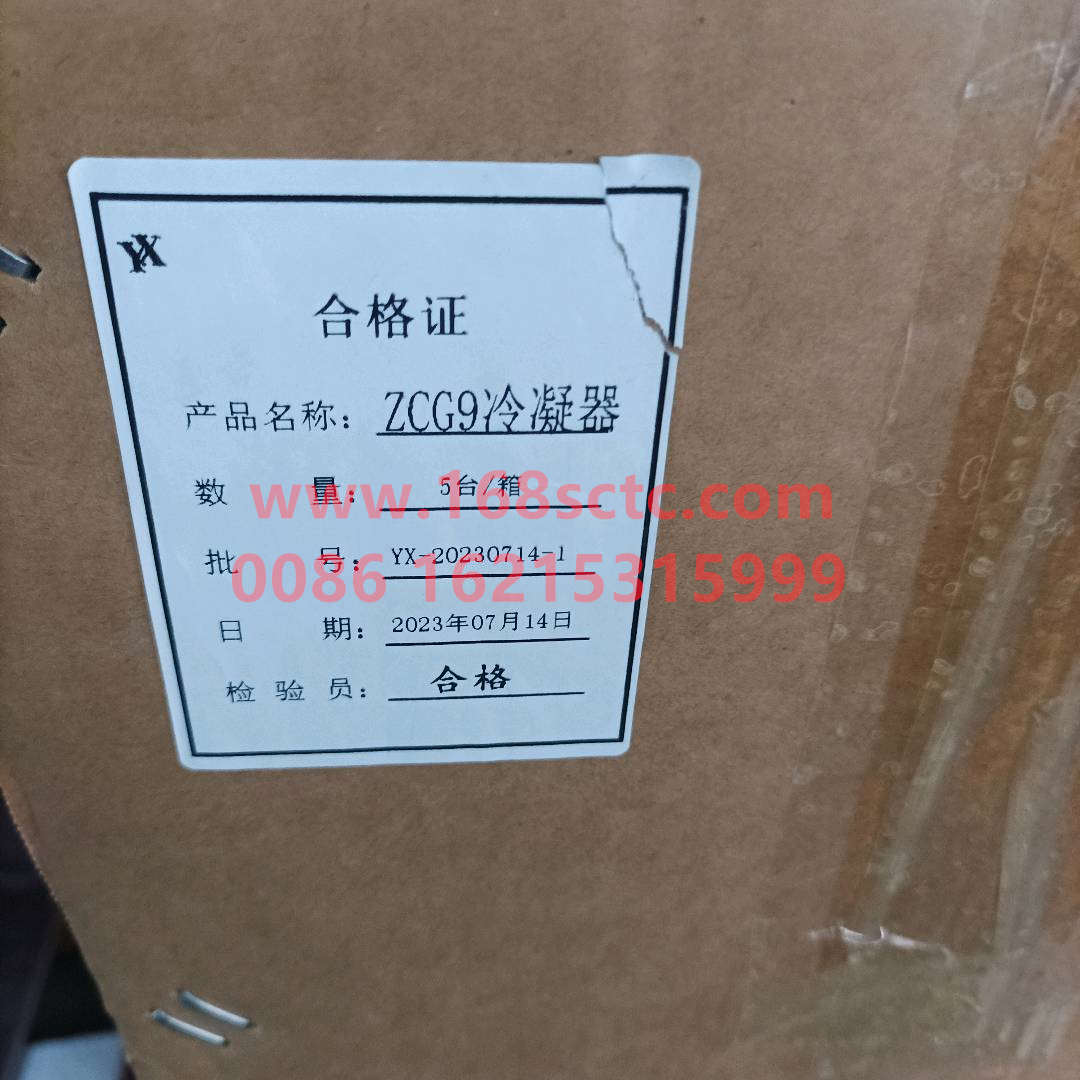 YX
合格证
产品名称：ZCG9冷凝器
数量：5台/箱
www.168sctc.com
批号：YX-20230714-1
0086 16215315999
日期：2023年07月14日
检验员：合格